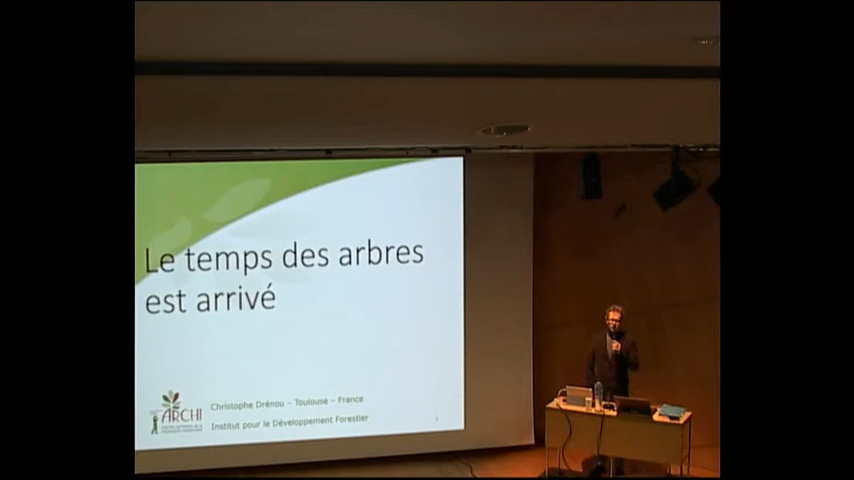 Le temps des arbres
est arrivé
ARCHI
Christophe Drénou – Toulouse – France
Institut pour le Développement Forestier